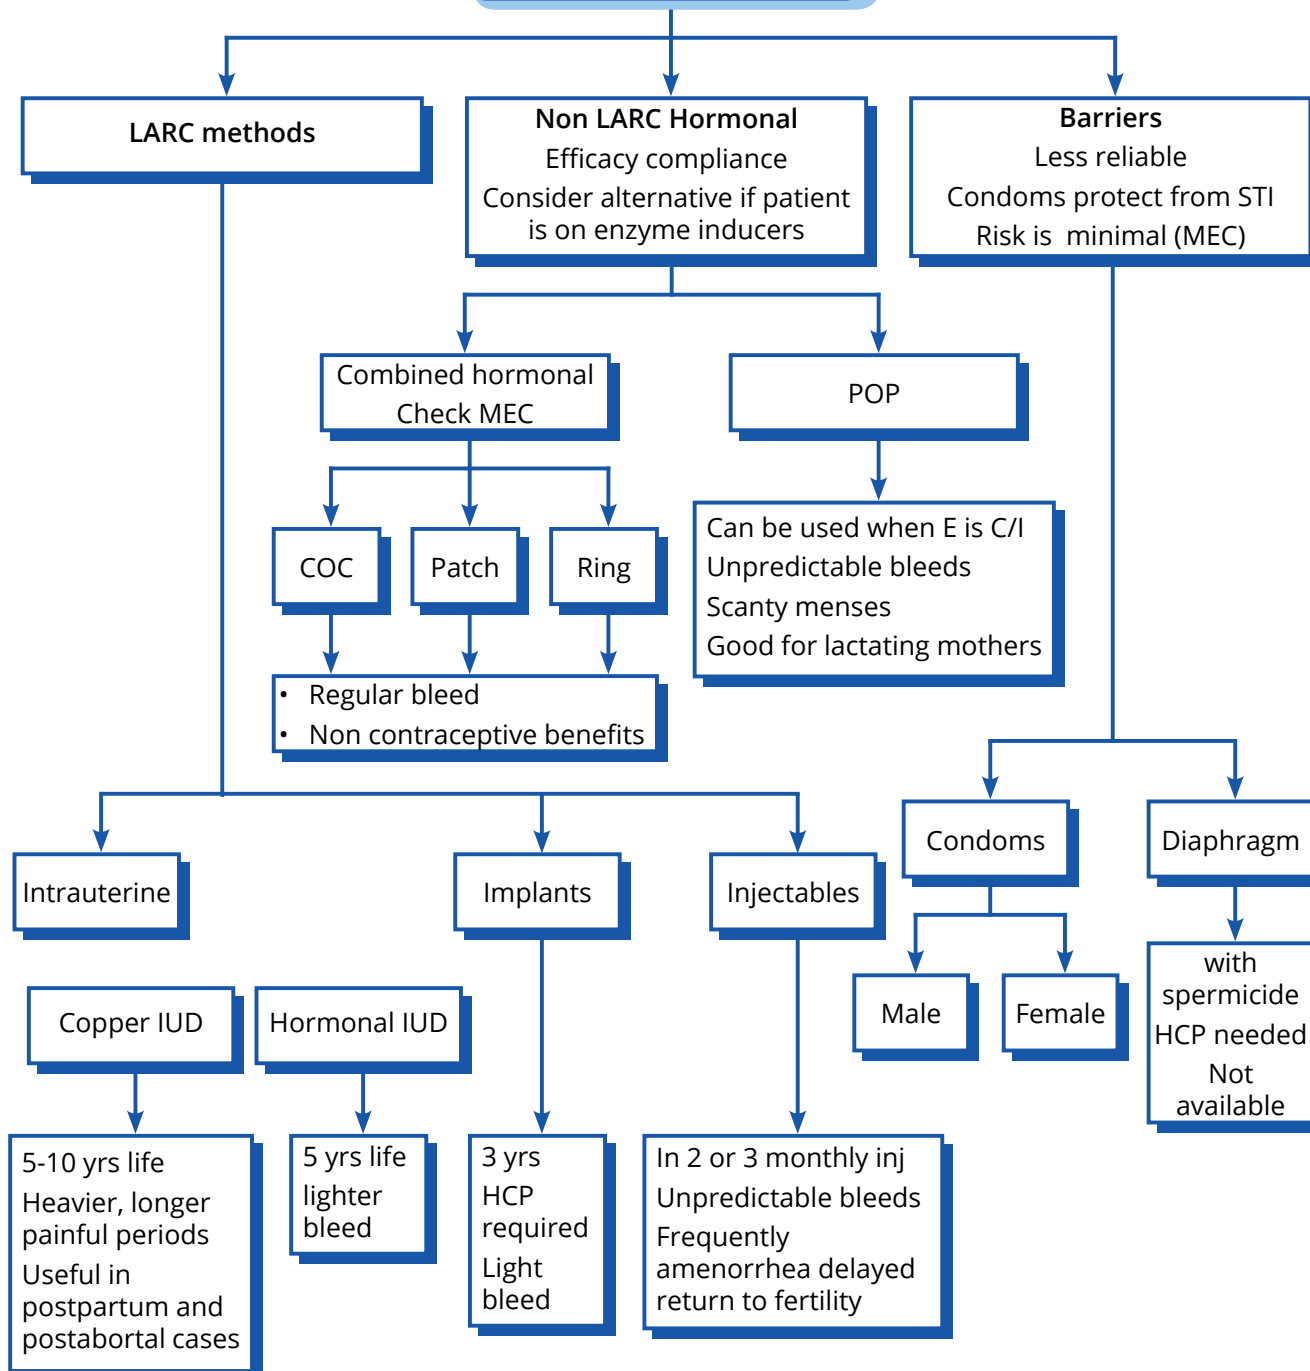 LARC methods
Non LARC Hormonal
Efficacy compliance
Consider alternative if patient
is on enzyme inducers
Barriers
Less reliable
Condoms protect from STI
Risk is minimal (MEC)
Combined hormonal
Check MEC
POP
COC
Patch
Ring
Can be used when E is C/I
Unpredictable bleeds
Scanty menses
Good for lactating mothers
• Regular bleed
• Non contraceptive benefits
Intrauterine
Implants
Injectables
Condoms
Diaphragm
Copper IUD
Hormonal IUD
Male
Female
with
spermicide
HCP needed
Not
available
5-10 yrs life
Heavier, longer
painful periods
Useful in
postpartum and
postabortal cases
5 yrs life
lighter
bleed
3 yrs
HCP
required
Light
bleed
In 2 or 3 monthly inj
Unpredictable bleeds
Frequently
amenorrhea delayed
return to fertility